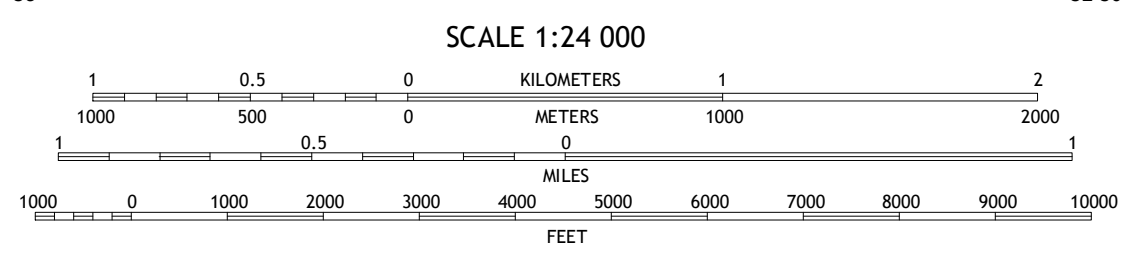 SCALE 1:24 000
1 0.5 0 KILOMETERS 1 2
1000 500 0 METERS 1000 2000
1 0.5 0 1
MILES
1000 0 1000 2000 3000 4000 5000 6000 7000 8000 9000 10000
FEET